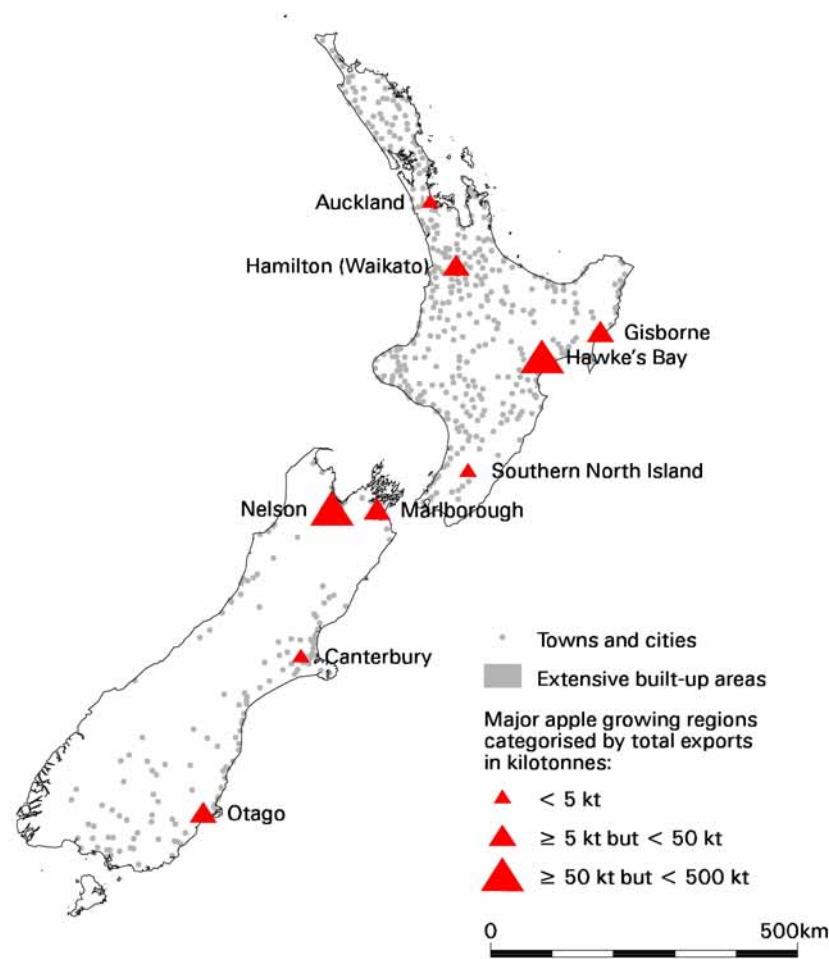 Auckland
Hamilton (Waikato)
Gisborne
Hawke's Bay
Southern North Island
Nelson
Marlborough
Canterbury
Otago
Towns and cities
Extensive built-up areas
Major apple growing regions
categorised by total exports
in kilotonnes:
< 5 kt
≥ 5 kt but < 50 kt
≥ 50 kt but < 500 kt
0 500km